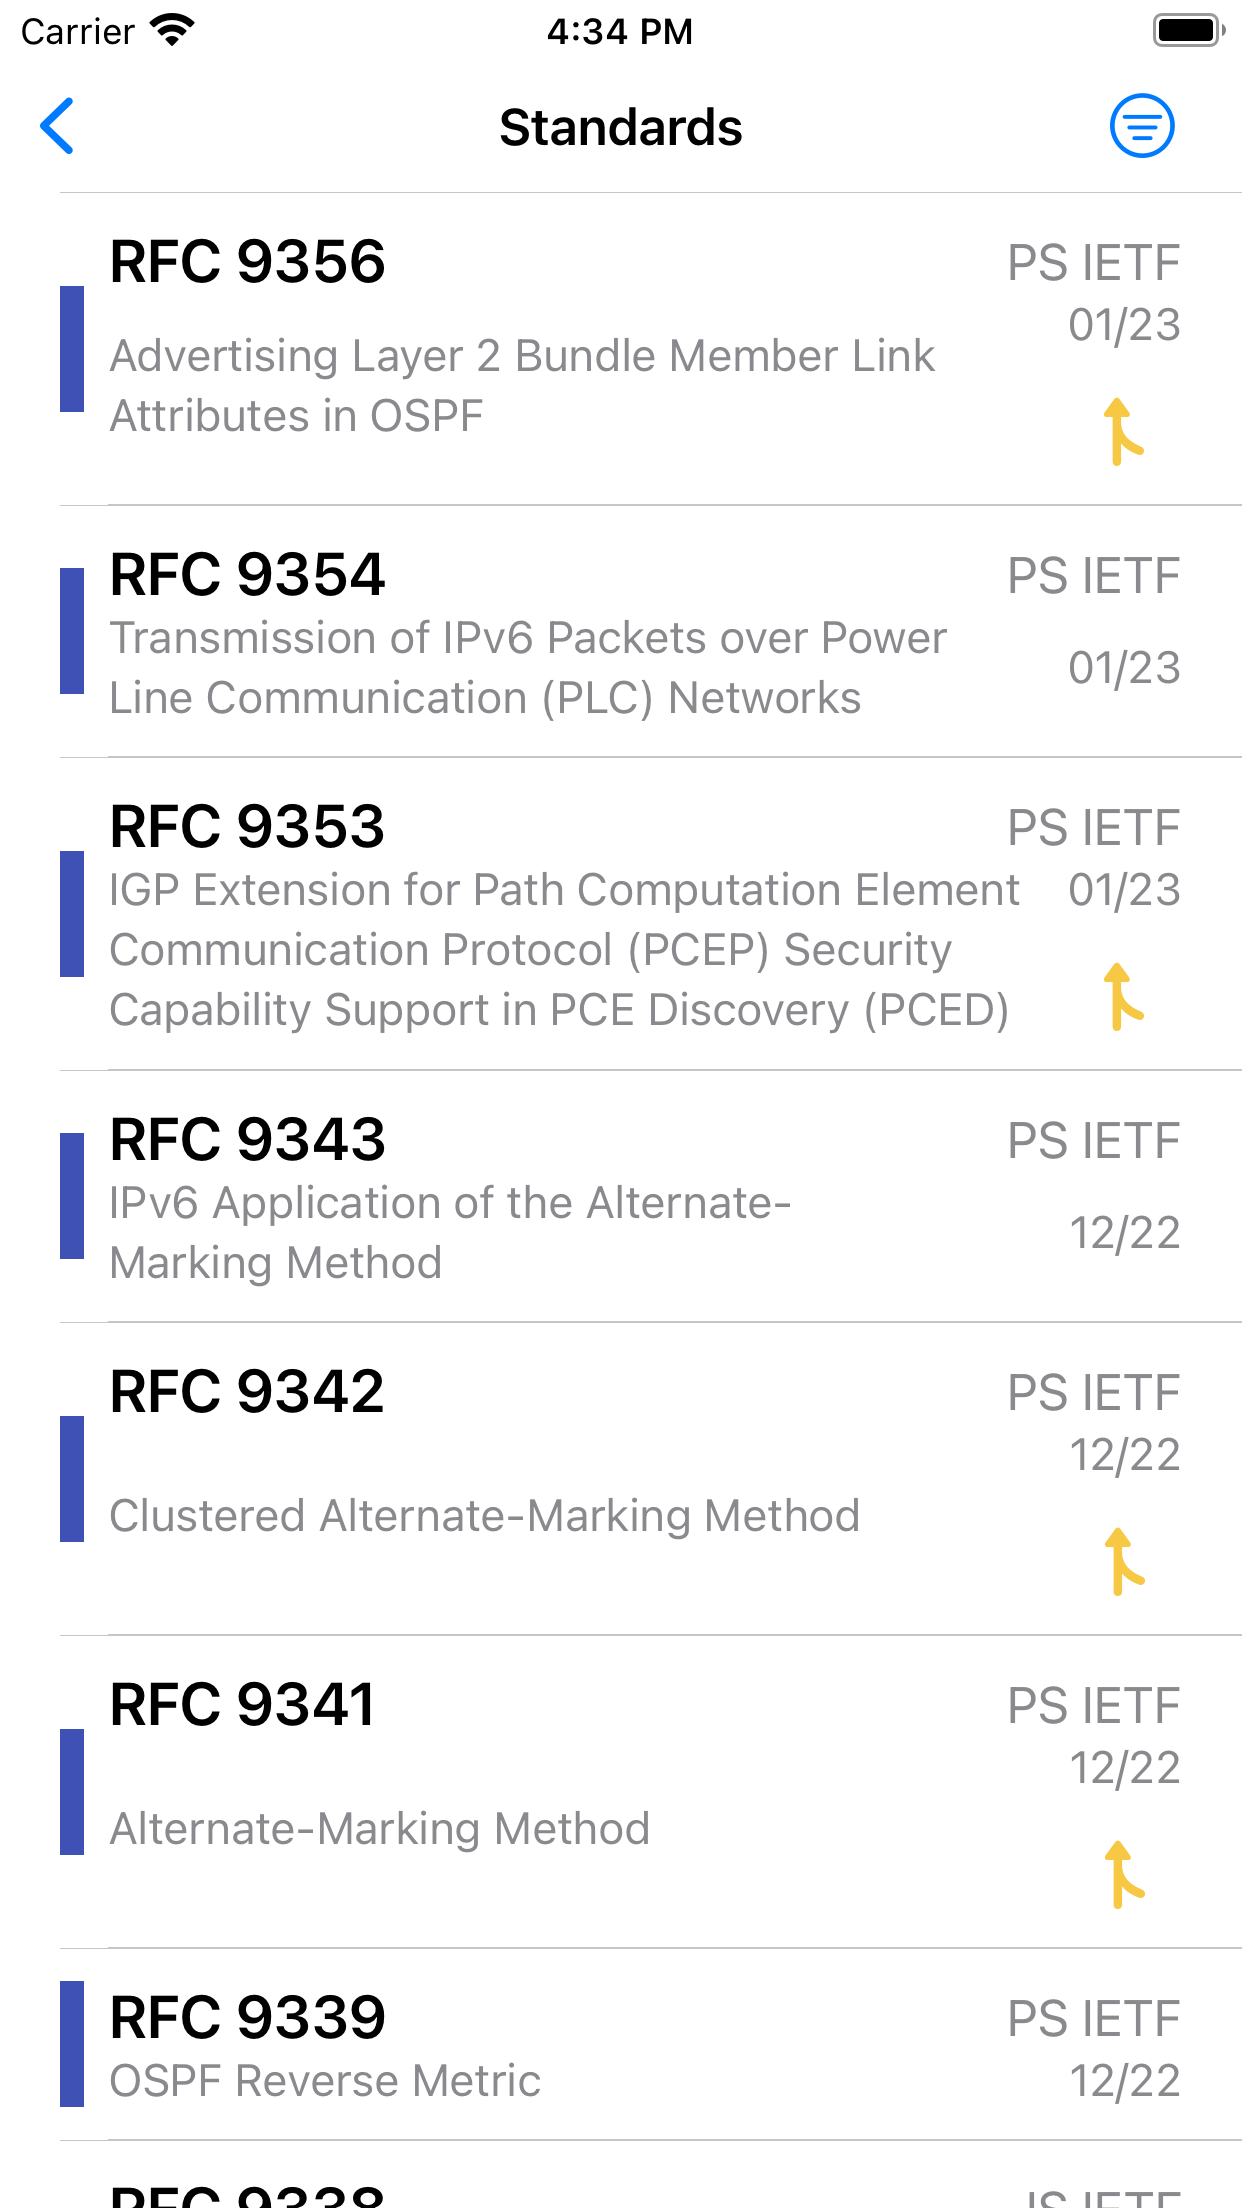 Carrier 4:34 PM
Standards
RFC 9356 PS IETF
01/23
Advertising Layer 2 Bundle Member Link
Attributes in OSPF
RFC 9354 PS IETF
Transmission of IPv6 Packets over Power
Line Communication (PLC) Networks
01/23
RFC 9353 PS IETF
IGP Extension for Path Computation Element 01/23
Communication Protocol (PCEP) Security
Capability Support in PCE Discovery (PCED)
RFC 9343 PS IETF
IPv6 Application of the Alternate-
Marking Method
12/22
RFC 9342 PS IETF
12/22
Clustered Alternate-Marking Method
RFC 9341 PS IETF
12/22
Alternate-Marking Method
RFC 9339 PS IETF
OSPF Reverse Metric 12/22
RFC 9338 IS IETF